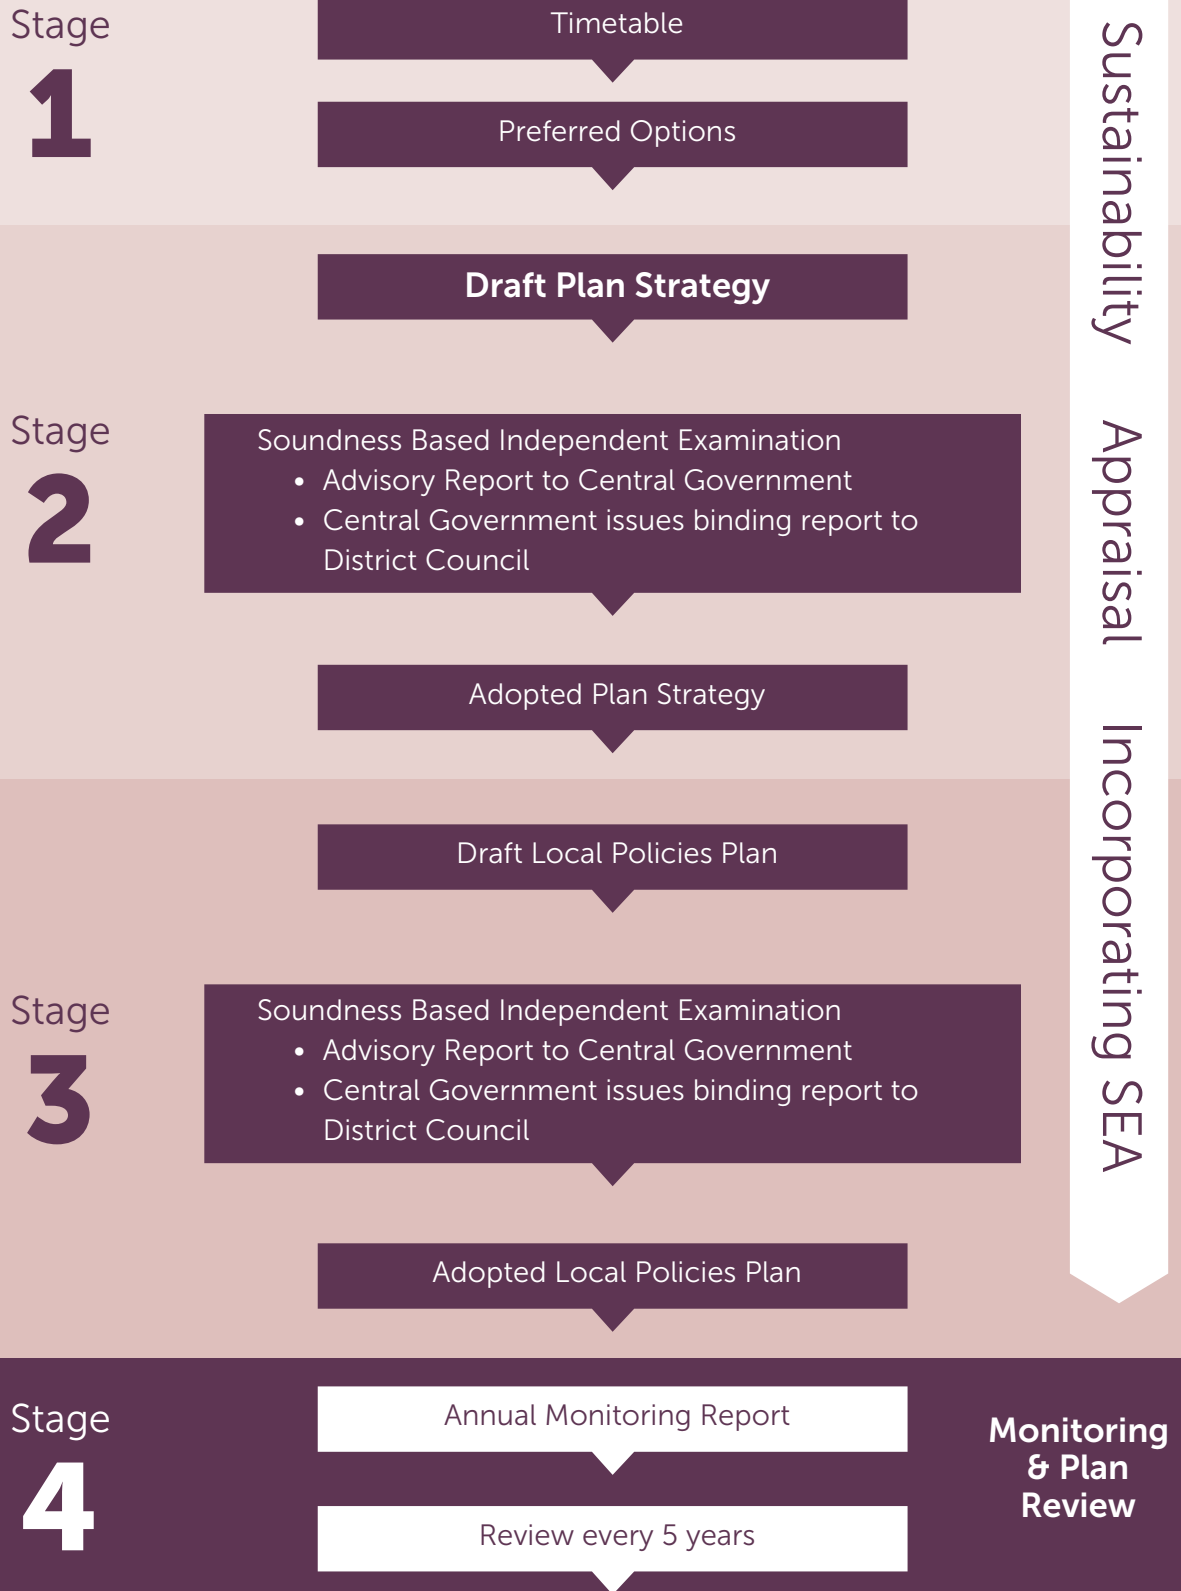 Stage
1
Timetable
Preferred Options
Draft Plan Strategy
Stage
2
Soundness Based Independent Examination
• Advisory Report to Central Government
• Central Government issues binding report to
District Council
Adopted Plan Strategy
Draft Local Policies Plan
Stage
3
Soundness Based Independent Examination
• Advisory Report to Central Government
• Central Government issues binding report to
District Council
Adopted Local Policies Plan
Sustainability Appraisal Incorporating SEA
Stage
4
Annual Monitoring Report
Review every 5 years
Monitoring
& Plan
Review